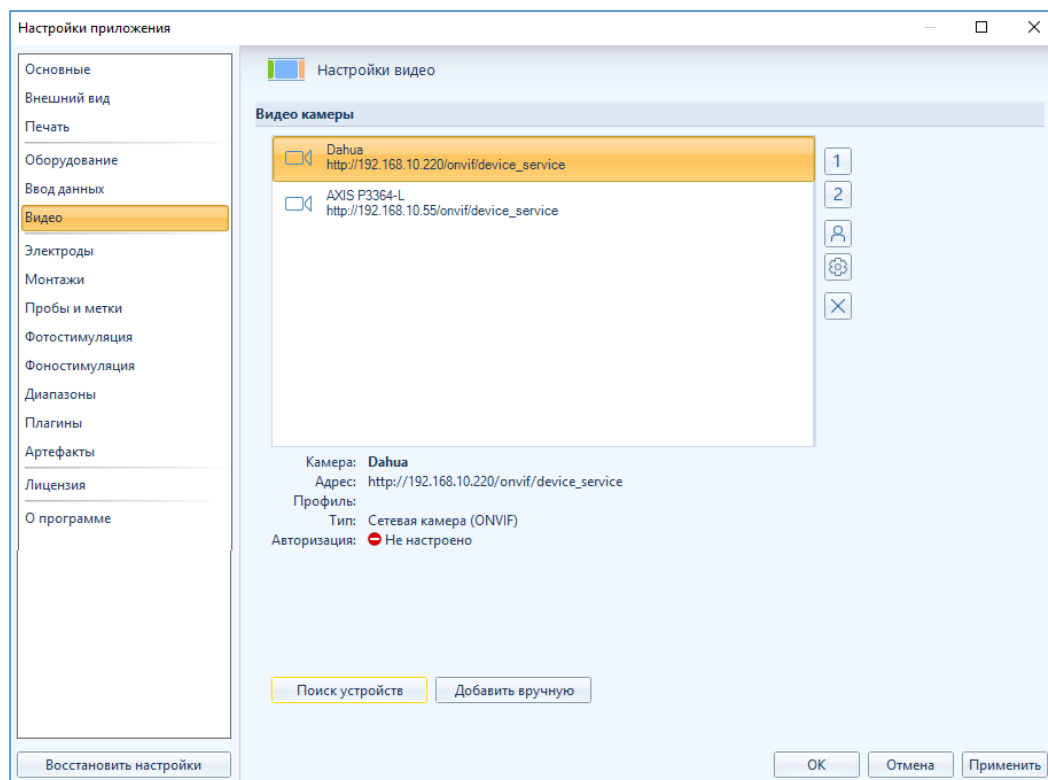 Настройки приложения
Основные
Внешний вид
Печать
Оборудование
Ввод данных
Видео
Электроды
Монтажи
Пробы и метки
Фотостимуляция
Фоностимуляция
Диапазоны
Плагины
Артефакты
Лицензия
О программе
Восстановить настройки
Настройки видео
Видео камеры
Dahua
http://192.168.10.220/onvif/device_service
AXIS P3364-L
http://192.168.10.55/onvif/device_service
1
2
Камера: Dahua
Адрес: http://192.168.10.220/onvif/device_service
Профиль:
Тип: Сетевая камера (ONVIF)
Авторизация: Не настроено
Поиск устройств Добавить вручную
ОК Отмена Применить